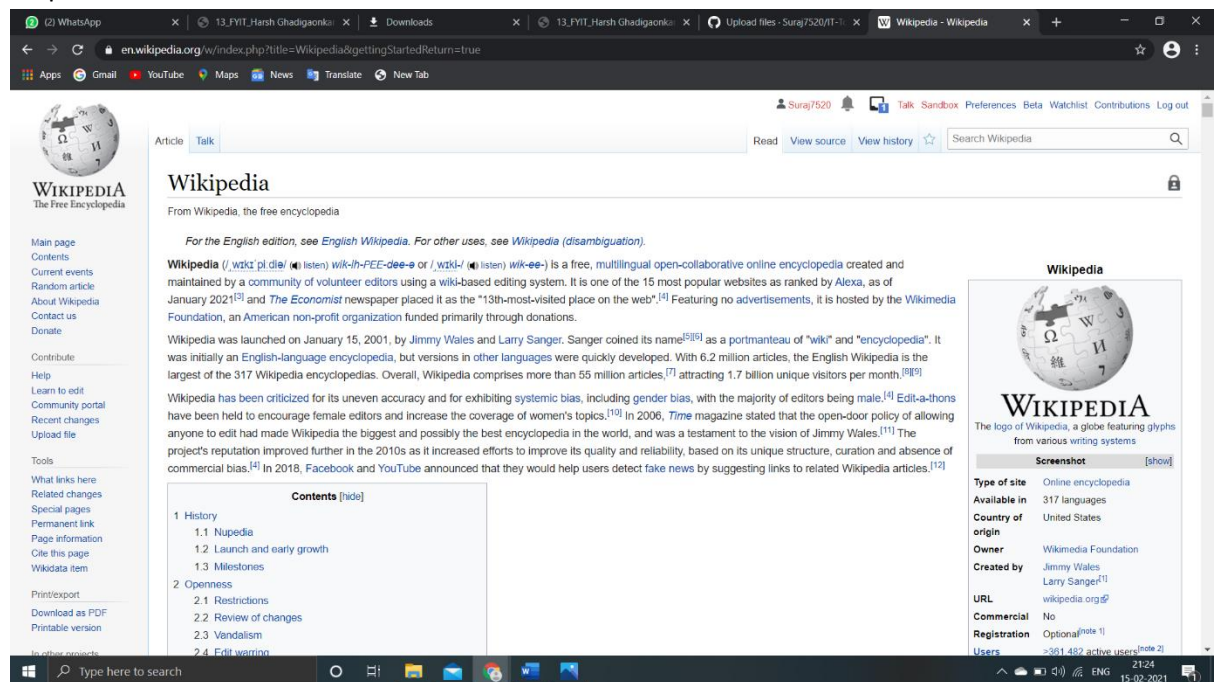 (2) WhatsApp
13_FYIT_Harsh Ghadigaonkar
Downloads
13_FYIT_Harsh Ghadigaonkar
Upload files · Suraj7520/IT-
Wikipedia - Wikipedia
en.wikipedia.org/w/index.php?title=Wikipedia&gettingStartedReturn=true
Apps Gmail YouTube Maps News Translate New Tab
Suraj7520 1 Talk Sandbox Preferences Beta Watchlist Contributions Log out
Article Talk Read View source View history Search Wikipedia
WIKIPEDIA
The Free Encyclopedia
Main page
Contents
Current events
Random article
About Wikipedia
Contact us
Donate
Contribute
Help
Learn to edit
Community portal
Recent changes
Upload file
Tools
What links here
Related changes
Special pages
Permanent link
Page information
Cite this page
Wikidata item
Print/export
Download as PDF
Printable version
In other projects
Wikipedia
From Wikipedia, the free encyclopedia
For the English edition, see English Wikipedia. For other uses, see Wikipedia (disambiguation).
Wikipedia (/ˌwɪkɪˈpiːdiə/ (listen) wik-ih-PEE-dee-ə or /ˌwɪki-/ (listen) wik-ee-) is a free, multilingual open-collaborative online encyclopedia created and
maintained by a community of volunteer editors using a wiki-based editing system. It is one of the 15 most popular websites as ranked by Alexa, as of
January 2021[3] and The Economist newspaper placed it as the "13th-most-visited place on the web".[4] Featuring no advertisements, it is hosted by the Wikimedia
Foundation, an American non-profit organization funded primarily through donations.
Wikipedia was launched on January 15, 2001, by Jimmy Wales and Larry Sanger. Sanger coined its name[5][6] as a portmanteau of "wiki" and "encyclopedia". It
was initially an English-language encyclopedia, but versions in other languages were quickly developed. With 6.2 million articles, the English Wikipedia is the
largest of the 317 Wikipedia encyclopedias. Overall, Wikipedia comprises more than 55 million articles,[7] attracting 1.7 billion unique visitors per month.[8][9]
Wikipedia has been criticized for its uneven accuracy and for exhibiting systemic bias, including gender bias, with the majority of editors being male.[4] Edit-a-thons
have been held to encourage female editors and increase the coverage of women's topics.[10] In 2006, Time magazine stated that the open-door policy of allowing
anyone to edit had made Wikipedia the biggest and possibly the best encyclopedia in the world, and was a testament to the vision of Jimmy Wales.[11] The
project's reputation improved further in the 2010s as it increased efforts to improve its quality and reliability, based on its unique structure, curation and absence of
commercial bias.[4] In 2018, Facebook and YouTube announced that they would help users detect fake news by suggesting links to related Wikipedia articles.[12]
Contents [hide]
1 History
1.1 Nupedia
1.2 Launch and early growth
1.3 Milestones
2 Openness
2.1 Restrictions
2.2 Review of changes
2.3 Vandalism
2.4 Edit warring
Wikipedia
WIKIPEDIA
The logo of Wikipedia, a globe featuring glyphs
from various writing systems
Screenshot [show]
Type of site Online encyclopedia
Available in 317 languages
Country of origin United States
Owner Wikimedia Foundation
Created by Jimmy Wales
Larry Sanger[1]
URL wikipedia.org
Commercial No
Registration Optional[note 1]
Users >361,482 active users[note 2]
Type here to search
ENG
21:24
15-02-2021